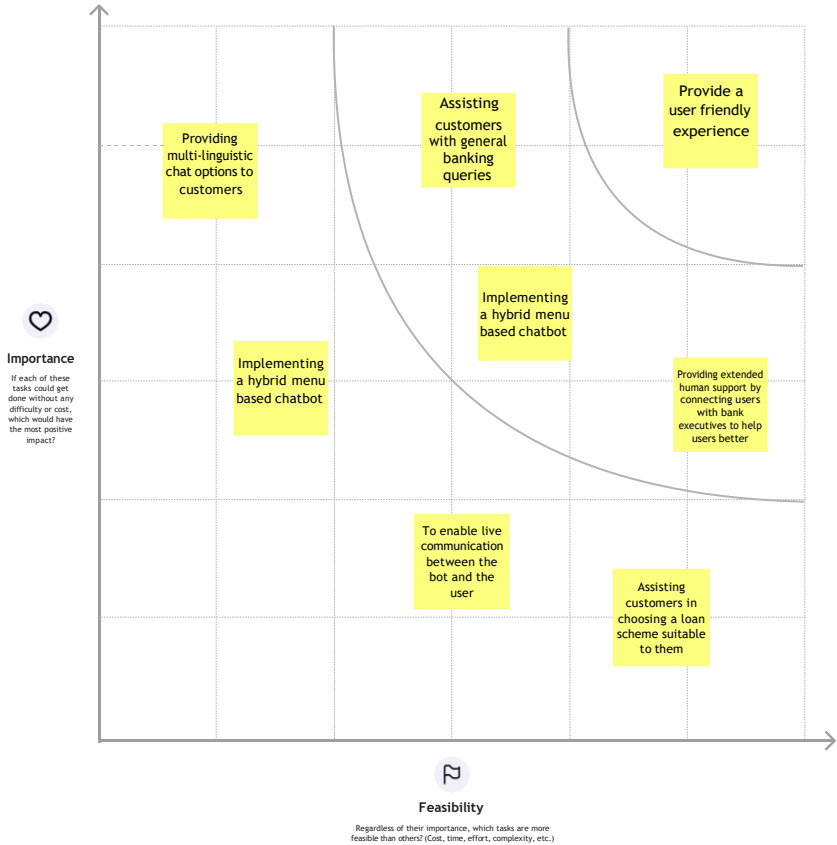 Provide a
user friendly
experience
Assisting
customers
with general
banking
queries
Providing
multi-linguistic
chat options to
customers
Implementing
a hybrid menu
based chatbot
Importance
If each of these
tasks could get
done without any
difficulty or cost,
which would have
the most positive
impact?
Implementing
a hybrid menu
based chatbot
Providing extended
human support by
connecting users
with bank
executives to help
users better
To enable live
communication
between the
bot and the
user
Assisting
customers in
choosing a loan
scheme suitable
to them
Feasibility
Regardless of their importance, which tasks are more
feasible than others? (Cost, time, effort, complexity, etc.)